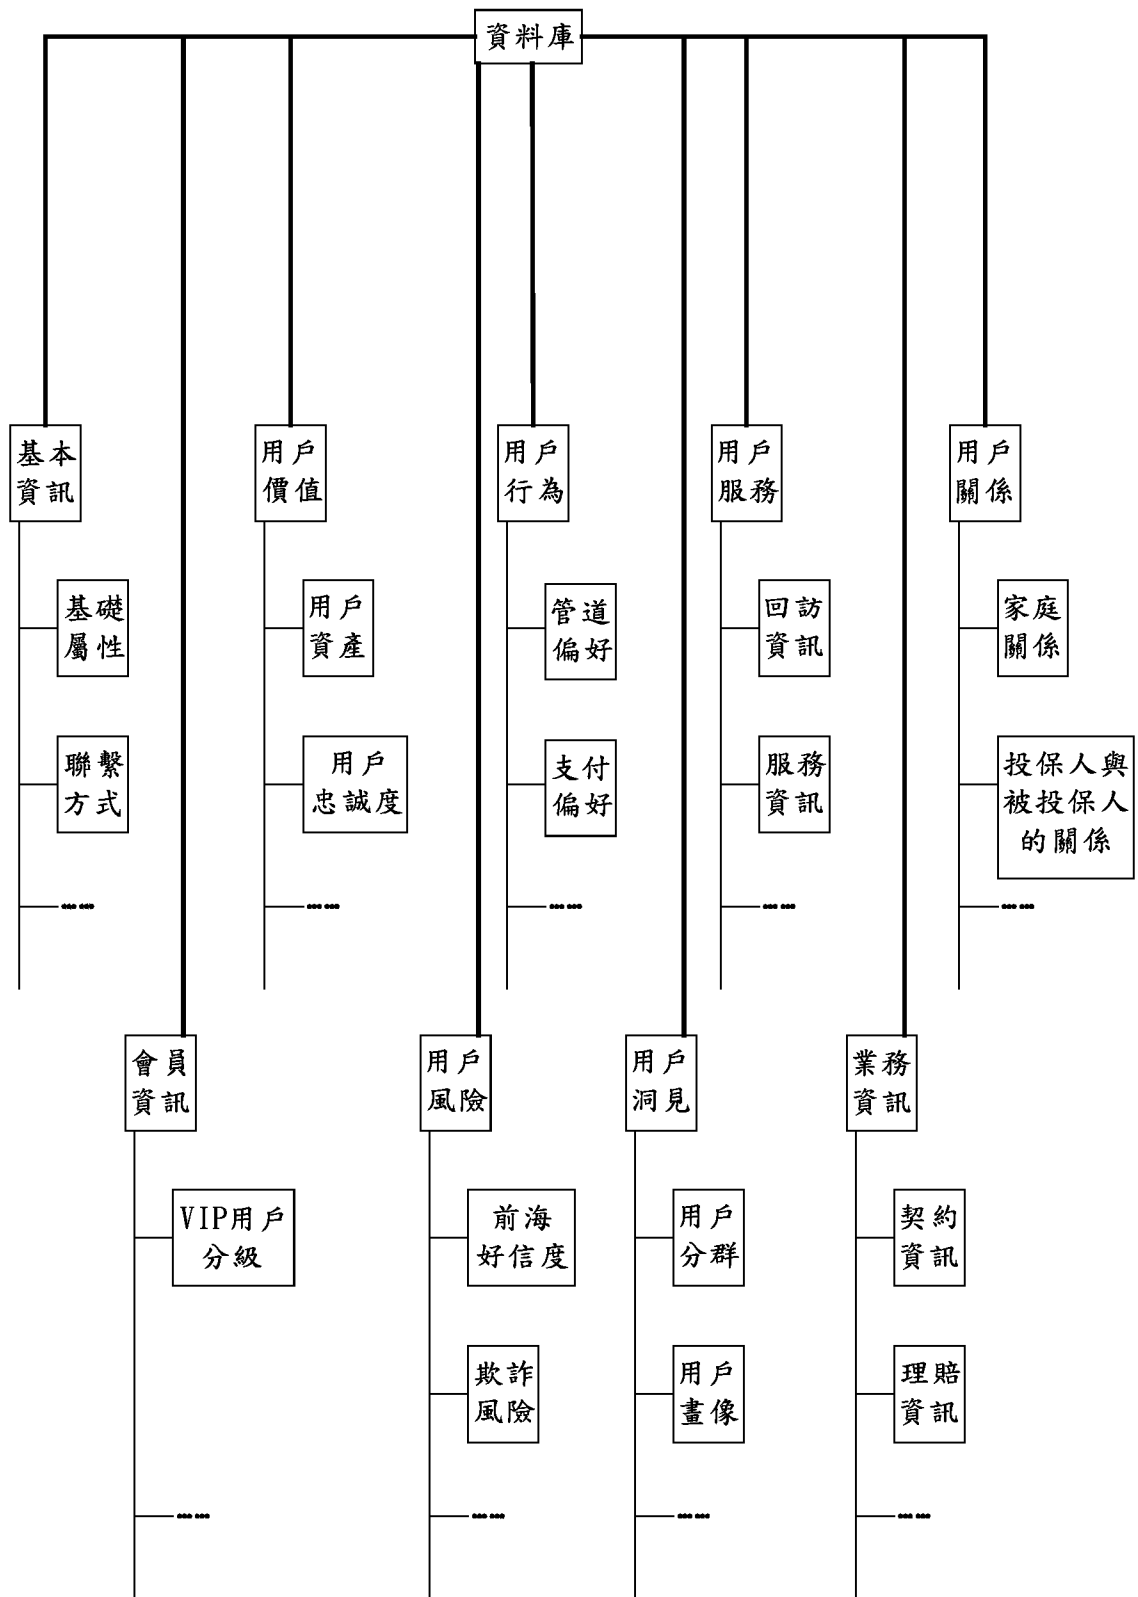 資料庫
基本
資訊
基礎
屬性
聯繫
方式
……
用戶
價值
用戶
資產
用戶
忠誠度
……
用戶
行為
管道
偏好
支付
偏好
……
用戶
服務
回訪
資訊
服務
資訊
……
用戶
關係
家庭
關係
投保人與
被投保人
的關係
……
會員
資訊
VIP用戶
分級
……
用戶
風險
前海
好信度
欺詐
風險
……
用戶
洞見
用戶
分群
用戶
畫像
……
業務
資訊
契約
資訊
理賠
資訊
……